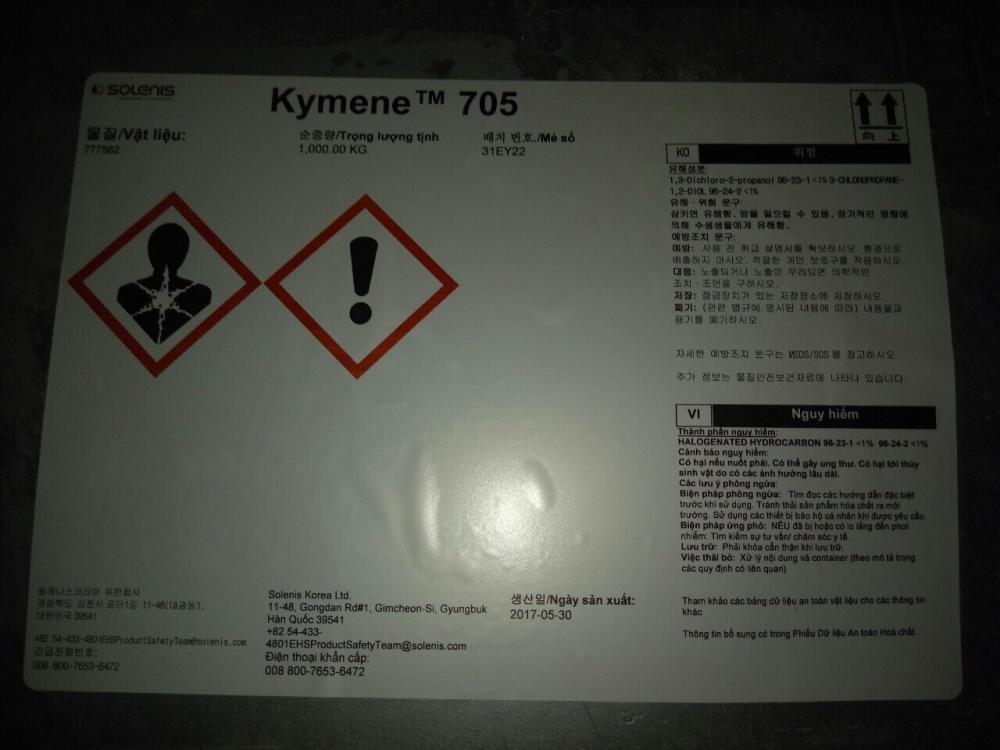 SOLENIS
Kymene™ 705
물질/Vật liệu:
777562
순중량/Trọng lượng tịnh
1,000.00 KG
배치 번호./Mẻ số
31EY22
向 上
KO 위험
유해성분:
1,3-Dichloro-2-propanol 96-23-1 <1% 3-CHLOROPROPANE-
1,2-DIOL 96-24-2 <1%
유해·위험 문구:
삼키면 유해함. 암을 일으킬 수 있음. 장기적인 영향에
의해 수생생물에게 유해함.
예방조치 문구:
예방: 사용 전 취급 설명서를 확보하시오. 환경으로
배출하지 마시오. 적절한 개인 보호구를 착용하시오.
대응: 노출되거나 노출이 우려되면 의학적인
조치·조언을 구하시오.
저장: 잠금장치가 있는 저장장소에 저장하시오.
폐기: (관련 법규에 명시된 내용에 따라) 내용물과
용기를 폐기하시오.
자세한 예방조치 문구는 MSDS/SDS를 참고하시오
추가 정보는 물질안전보건자료에 나타나 있습니다.
VI Nguy hiểm
Thành phần nguy hiểm:
HALOGENATED HYDROCARBON 96-23-1 <1% 96-24-2 <1%
Cảnh báo nguy hiểm:
Có hại nếu nuốt phải. Có thể gây ung thư. Có hại tới thủy
sinh vật do có các ảnh hưởng lâu dài.
Các lưu ý phòng ngừa:
Biện pháp phòng ngừa: Tìm đọc các hướng dẫn đặc biệt
trước khi sử dụng. Tránh thải sản phẩm hóa chất ra môi
trường. Sử dụng các thiết bị bảo hộ cá nhân khi được yêu cầu.
Biện pháp ứng phó: NẾU đã bị hoặc có lo lắng đến phơi
nhiễm: Tìm kiếm sự tư vấn/ chăm sóc y tế.
Lưu trữ: Phải khóa cẩn thận khi lưu trữ.
Việc thải bỏ: Xử lý nội dung và container (theo mô tả trong
các quy định có liên quan)
Tham khảo các bảng dữ liệu an toàn vật liệu cho các thông tin
khác
Thông tin bổ sung có trong Phiếu Dữ liệu An toàn Hoá chất.
솔레니스코리아 유한회사
경상북도 김천시 공단1길 11-48(대광동),
대한민국 39541
+82 54-433-4801EHSProductSafetyTeam@solenis.com
긴급전화번호:
008 800-7653-6472
Solenis Korea Ltd.
11-48, Gongdan Rd#1, Gimcheon-Si, Gyungbuk
Hàn Quốc 39541
+82 54-433-
4801EHSProductSafetyTeam@solenis.com
Điện thoại khẩn cấp:
008 800-7653-6472
생산일/Ngày sản xuất:
2017-05-30